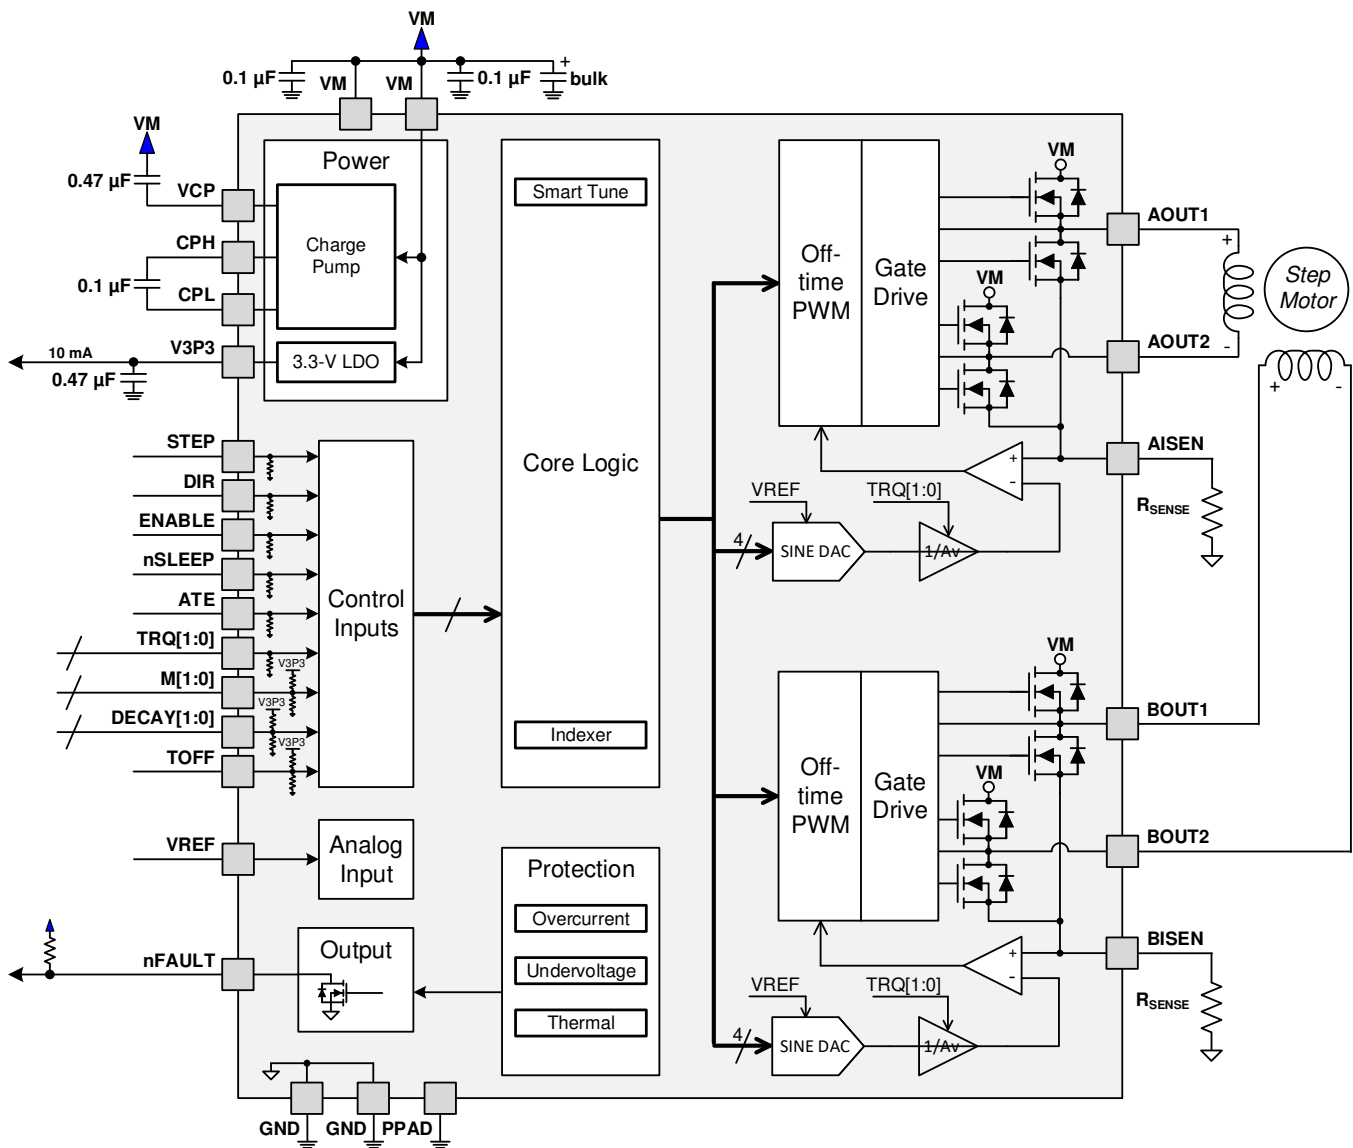 VM
0.1 µF
VM
VM
0.1 µF
+
bulk
VM
0.47 µF
VCP
CPH
0.1 µF
CPL
10 mA
V3P3
0.47 µF
Power
Charge
Pump
3.3-V LDO
STEP
DIR
ENABLE
nSLEEP
ATE
TRQ[1:0]
M[1:0]
DECAY[1:0]
TOFF
V3P3
V3P3
V3P3
Control
Inputs
VREF
Analog
Input
nFAULT
Output
GND
GND
PPAD
Smart Tune
Core Logic
Indexer
Protection
Overcurrent
Undervoltage
Thermal
Off-
time
PWM
Gate
Drive
VM
VM
AOUT1
+
Step
Motor
AOUT2
-
+
-
AISEN
RSENSE
+
-
VREF
TRQ[1:0]
4
SINE DAC
1/Av
Off-
time
PWM
Gate
Drive
VM
VM
BOUT1
BOUT2
BISEN
RSENSE
+
-
VREF
TRQ[1:0]
4
SINE DAC
1/Av